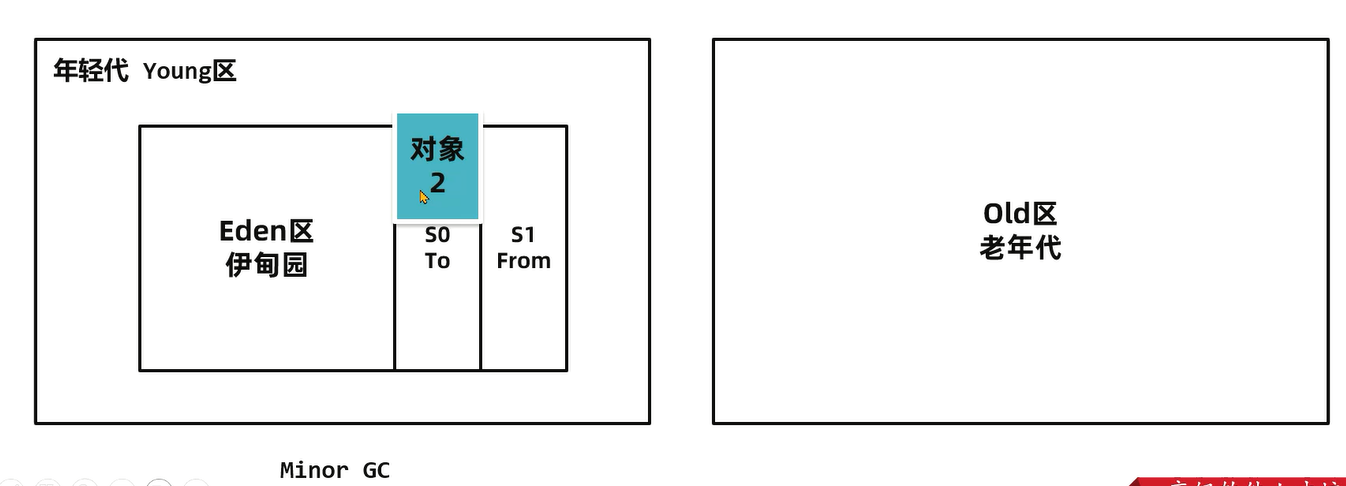 年轻代 Young区
对象
2
Eden区
伊甸园
S0
To
S1
From
Old区
老年代
Minor GC